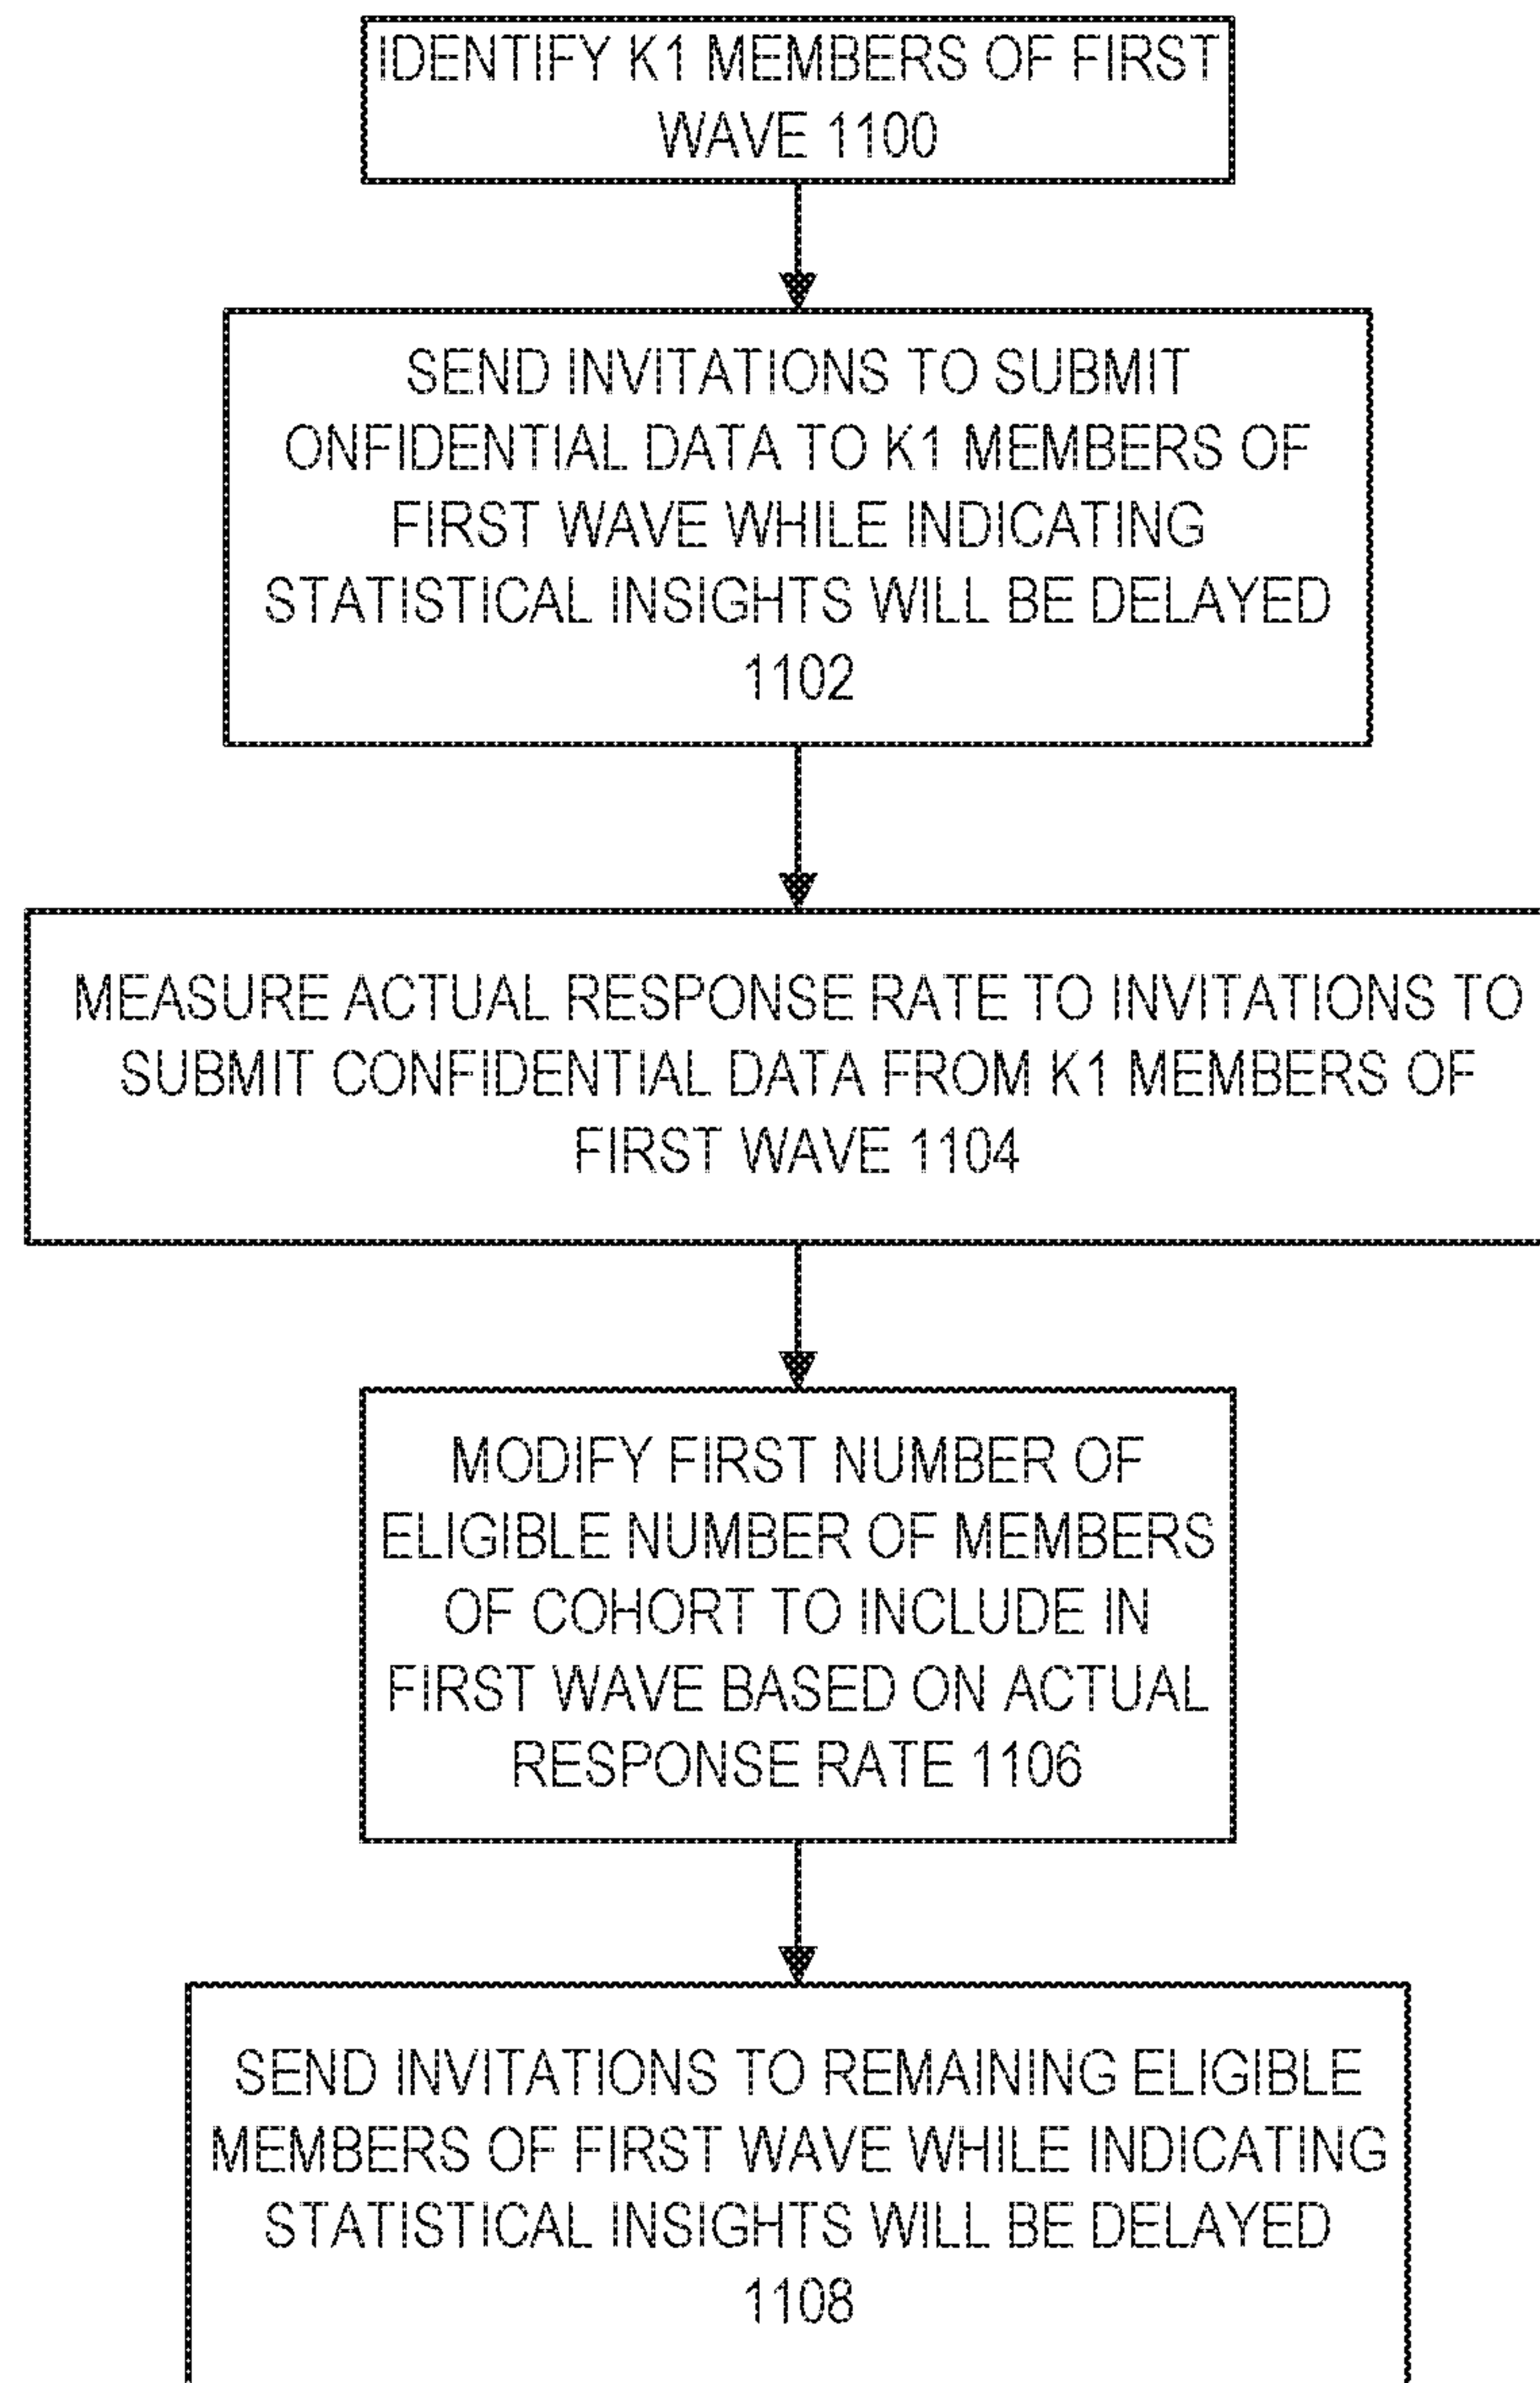 IDENTIFY K1 MEMBERS OF FIRST
WAVE 1100
SEND INVITATIONS TO SUBMIT
ONFIDENTIAL DATA TO K1 MEMBERS OF
FIRST WAVE WHILE INDICATING
STATISTICAL INSIGHTS WILL BE DELAYED
1102
MEASURE ACTUAL RESPONSE RATE TO INVITATIONS TO
SUBMIT CONFIDENTIAL DATA FROM K1 MEMBERS OF
FIRST WAVE 1104
MODIFY FIRST NUMBER OF
ELIGIBLE NUMBER OF MEMBERS
OF COHORT TO INCLUDE IN
FIRST WAVE BASED ON ACTUAL
RESPONSE RATE 1106
SEND INVITATIONS TO REMAINING ELIGIBLE
MEMBERS OF FIRST WAVE WHILE INDICATING
STATISTICAL INSIGHTS WILL BE DELAYED
1108